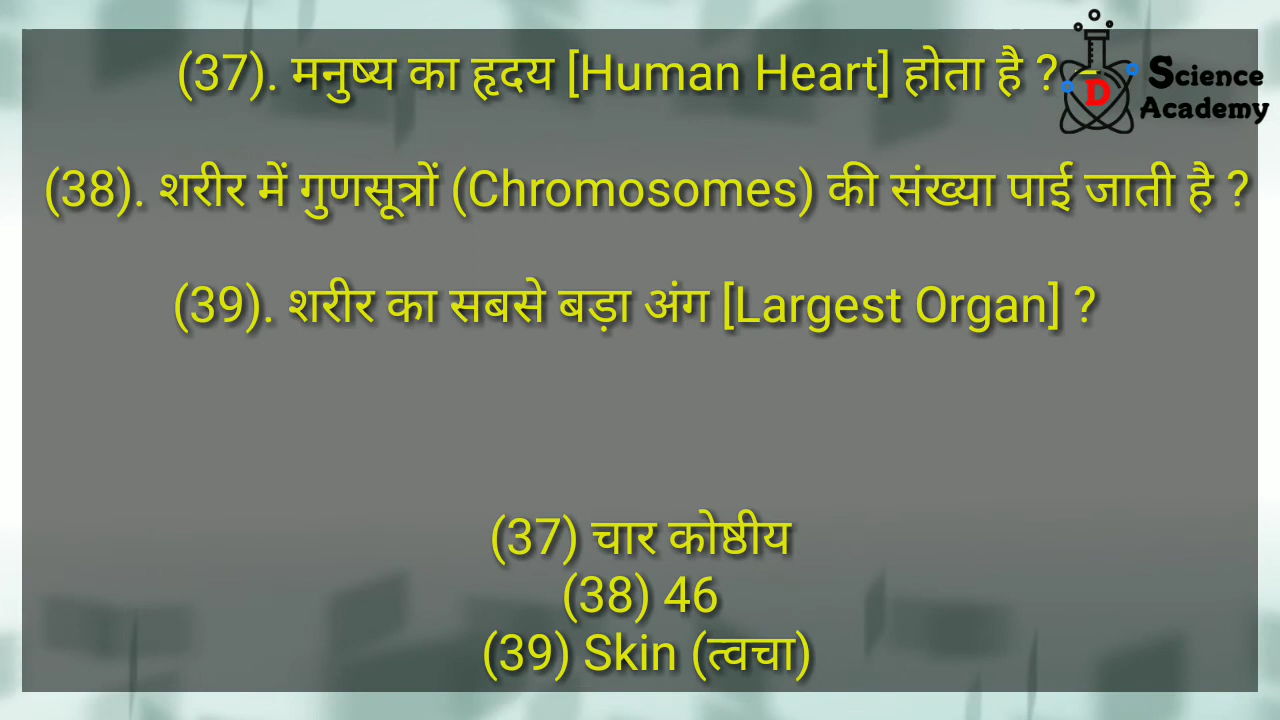 (37). मनुष्य का हृदय [Human Heart] होता है ? -
(38). शरीर में गुणसूत्रों (Chromosomes) की संख्या पाई जाती है ?
(39). शरीर का सबसे बड़ा अंग [Largest Organ] ?
(37) चार कोष्ठीय
(38) 46
(39) Skin (त्वचा)
D Science
Academy